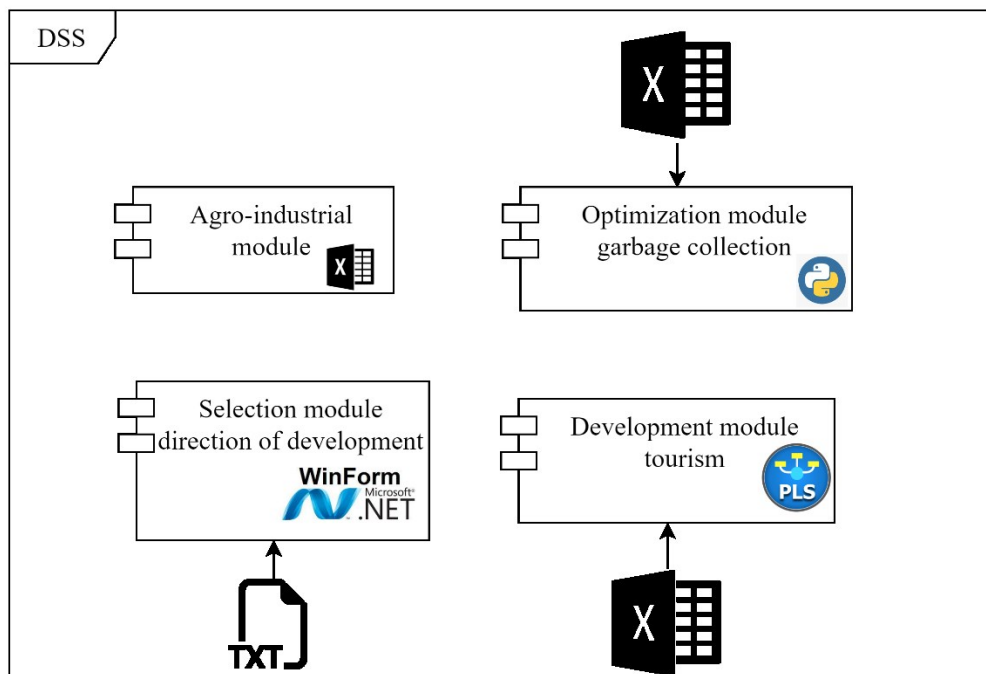 DSS
X
Agro-industrial
module
X
Optimization module
garbage collection
Selection module
direction of development
WinForm
Microsoft®
.NET
Development module
tourism
PLS
TXT
X